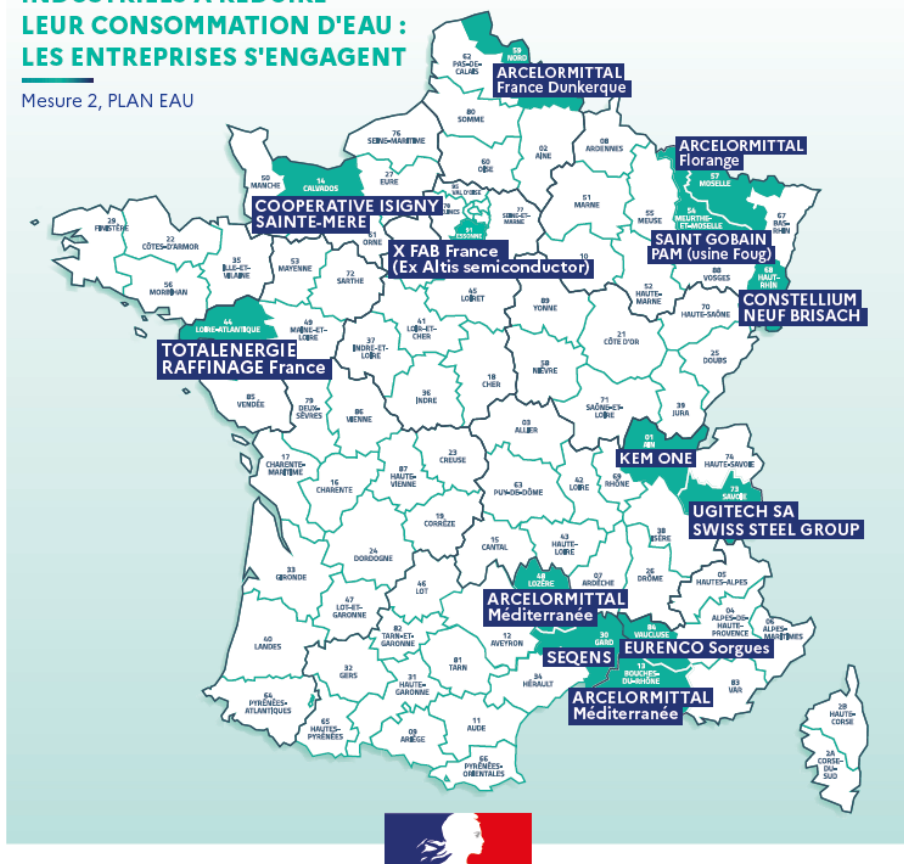 INDUSTRIELS À RÉDUIRE
LEUR CONSOMMATION D'EAU :
LES ENTREPRISES S'ENGAGENT
Mesure 2, PLAN EAU
59
NORD
62
PAS-DE-
CALAIS
ARCELORMITTAL
France Dunkerque
80
SOMME
76
SEINE-MARITIME
02
AINE
08
ARDENNES
60
OISE
ARCELORMITTAL
Florange
57
MOSELLE
50
MANCHE
14
CALVADOS
27
EURE
95
VAL D'OISE
51
MARNE
55
MEUSE
54
MEURTHE-
ET-MOSELLE
67
BAS-
RHIN
COOPERATIVE ISIGNY
SAINTE-MERE
61
ORNE
91
ESSONNE
77
SEINE-ET-
MARNE
SAINT GOBAIN
PAM (usine Foug)
X FAB France
(Ex Altis semiconductor)
10
88
VOSGES
68
HAUT-
RHIN
29
FINISTÈRE
22
CÔTES-D'ARMOR
35
ILLE-ET-
VILAINE
53
MAYENNE
72
SARTHE
56
MORBIHAN
45
LOIRET
89
YONNE
52
HAUTE-
MARNE
70
HAUTE-SAÔNE
CONSTELLIUM
NEUF BRISACH
44
LOIRE-ATLANTIQUE
49
MAINE-ET-
LOIRE
37
INDRE-ET-
LOIRE
41
LOIR-ET-
CHER
21
CÔTE D'OR
25
DOUBS
TOTALENERGIE
RAFFINAGE France
58
NIÈVRE
18
CHER
36
INDRE
85
VENDÉE
79
DEUX-
SÈVRES
86
VIENNE
71
SAÔNE-ET-
LOIRE
39
JURA
03
ALLIER
01
AIN
KEM ONE
74
HAUTE-SAVOIE
17
CHARENTE-
MARITIME
16
CHARENTE
87
HAUTE-
VIENNE
23
CREUSE
63
PUY-DE-DÔME
42
LOIRE
69
RHÔNE
73
SAVOIE
UGITECH SA
SWISS STEEL GROUP
19
CORRÈZE
15
CANTAL
43
HAUTE-
LOIRE
38
ISÈRE
24
DORDOGNE
33
GIRONDE
46
LOT
48
LOZÈRE
07
ARDÈCHE
26
DRÔME
05
HAUTES-ALPES
ARCELORMITTAL
Méditerranée
47
LOT-ET-
GARONNE
82
TARN-ET-
GARONNE
12
AVEYRON
30
GARD
84
VAUCLUSE
04
ALPES-DE-
HAUTE-
PROVENCE
06
ALPES-
MARITIMES
40
LANDES
32
GERS
81
TARN
SEQENS
EURENCO Sorgues
31
HAUTE-
GARONNE
34
HÉRAULT
13
BOUCHES-
DU-RHÔNE
83
VAR
ARCELORMITTAL
Méditerranée
64
PYRÉNÉES-
ATLANTIQUES
65
HAUTES-
PYRÉNÉES
09
ARIÈGE
11
AUDE
66
PYRÉNÉES-
ORIENTALES
2B
HAUTE-
CORSE
2A
CORSE-
DU-
SUD